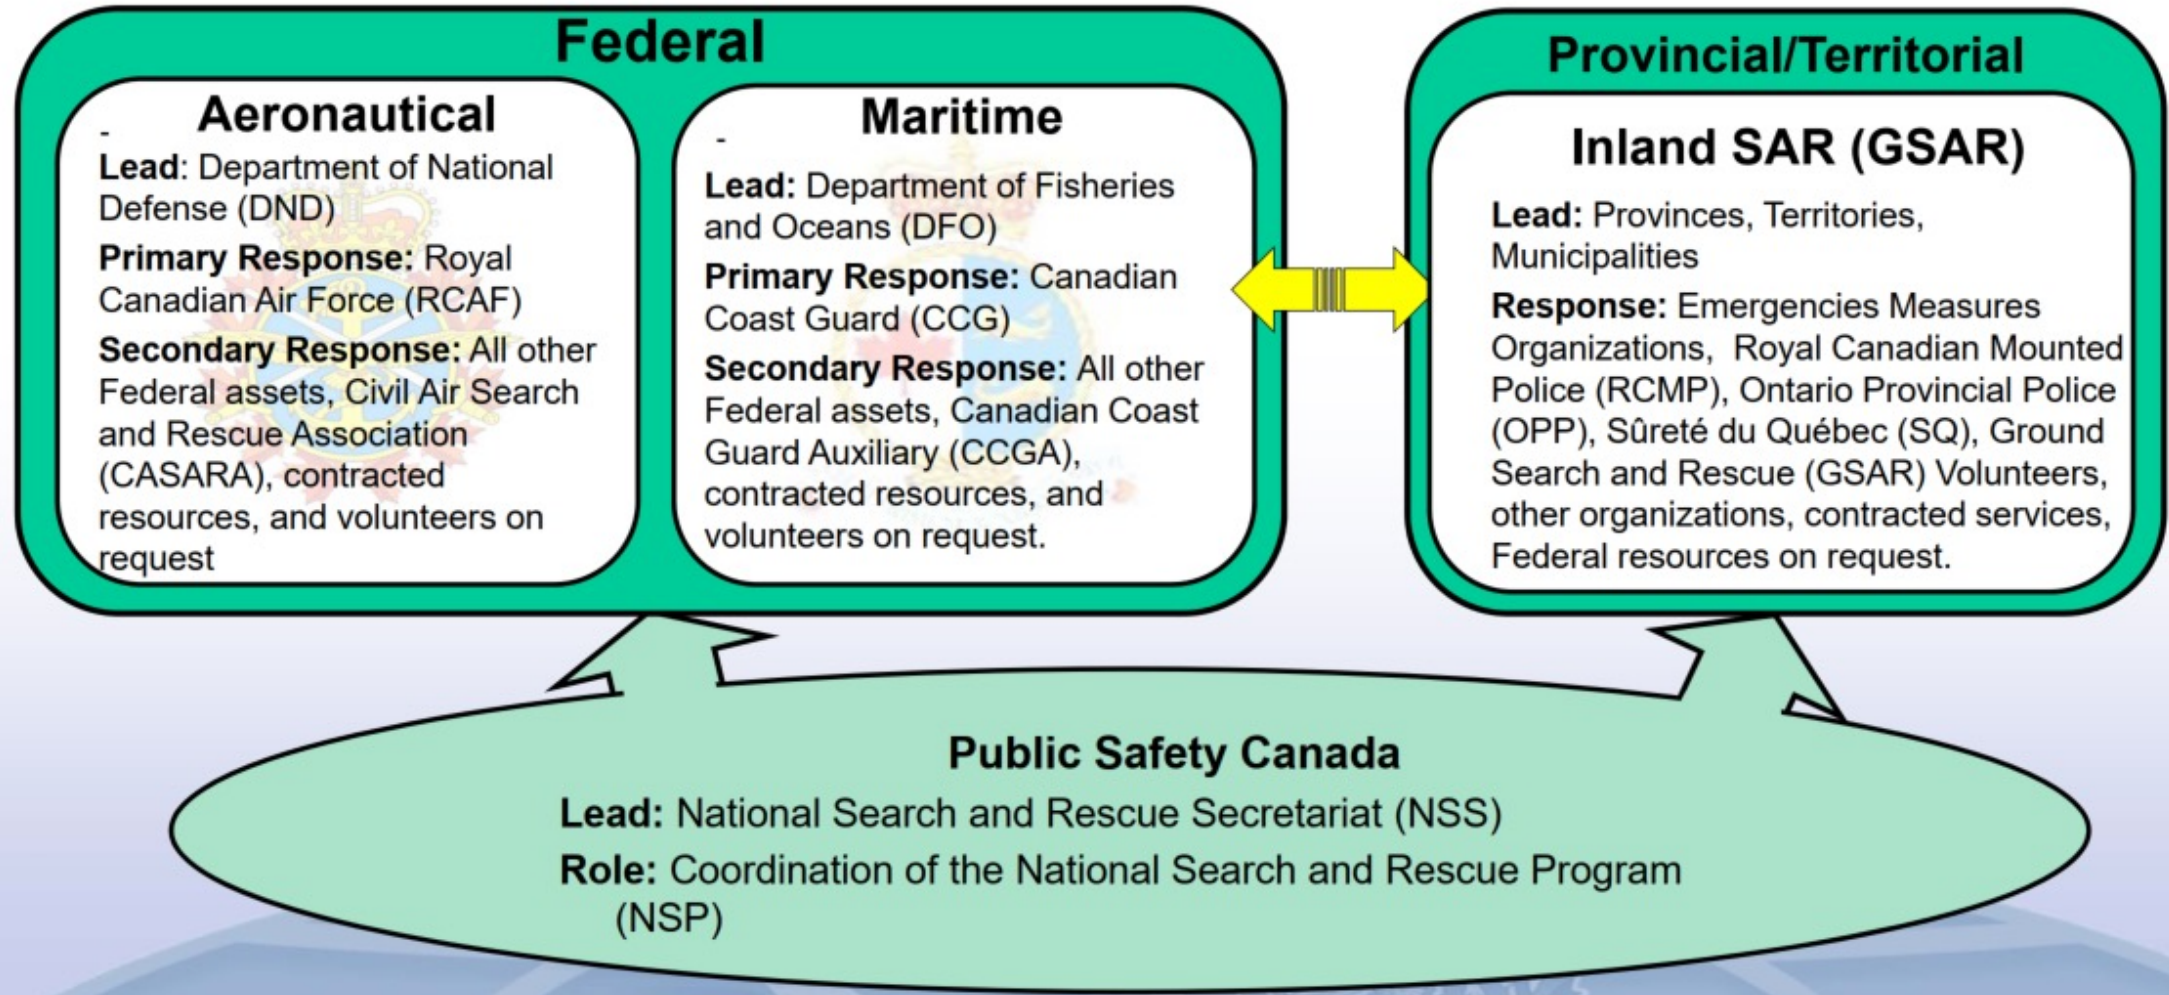 Federal
Aeronautical
-
Lead: Department of National
Defense (DND)
Primary Response: Royal
Canadian Air Force (RCAF)
Secondary Response: All other
Federal assets, Civil Air Search
and Rescue Association
(CASARA), contracted
resources, and volunteers on
request
Maritime
-
Lead: Department of Fisheries
and Oceans (DFO)
Primary Response: Canadian
Coast Guard (CCG)
Secondary Response: All other
Federal assets, Canadian Coast
Guard Auxiliary (CCGA),
contracted resources, and
volunteers on request.
Provincial/Territorial
Inland SAR (GSAR)
Lead: Provinces, Territories,
Municipalities
Response: Emergencies Measures
Organizations, Royal Canadian Mounted
Police (RCMP), Ontario Provincial Police
(OPP), Sûreté du Québec (SQ), Ground
Search and Rescue (GSAR) Volunteers,
other organizations, contracted services,
Federal resources on request.
Public Safety Canada
Lead: National Search and Rescue Secretariat (NSS)
Role: Coordination of the National Search and Rescue Program
(NSP)